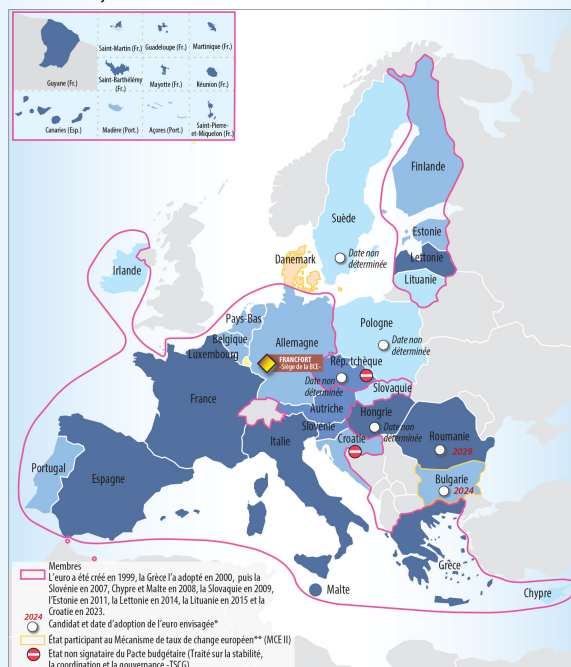 Saint-Martin (Fr.)
Guadeloupe (Fr.)
Martinique (Fr.)
Guyane (Fr.)
Saint-Barthélémy
(Fr.)
Mayotte (Fr.)
Réunion (Fr.)
Canaries (Esp.)
Madère (Port.)
Açores (Port.)
Saint-Pierre-
et-Miquelon (Fr.)
Finlande
Suède
Date non
déterminée
Estonie
Lettonie
Lituanie
Danemark
Irlande
Pays-Bas
Belgique
Luxembourg
Allemagne
FRANCFORT
-Siège de la BCE-
Pologne
Date non
déterminée
Rép. tchèque
Date non
déterminée
Slovaquie
France
Autriche
Slovénie
Hongrie
Date non
déterminée
Croatie
Roumanie
2029
Italie
Bulgarie
2024
Portugal
Espagne
Grèce
Malte
Chypre
Membres
L'euro a été créé en 1999, la Grèce l'a adopté en 2000, puis la
Slovénie en 2007, Chypre et Malte en 2008, la Slovaquie en 2009,
l'Estonie en 2011, la Lettonie en 2014, la Lituanie en 2015 et la
Croatie en 2023.
2024
Candidat et date d'adoption de l'euro envisagée*
État participant au Mécanisme de taux de change européen** (MCE II)
Etat non signataire du Pacte budgétaire (Traité sur la stabilité,
la coordination et la gouvernance -TSCG)